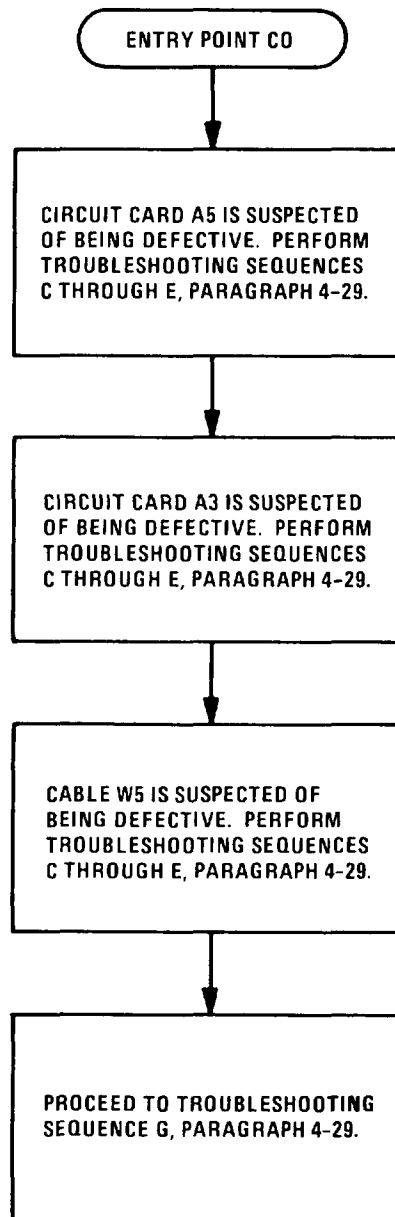 ENTRY POINT CO
CIRCUIT CARD A5 IS SUSPECTED
OF BEING DEFECTIVE. PERFORM
TROUBLESHOOTING SEQUENCES
C THROUGH E, PARAGRAPH 4-29.
CIRCUIT CARD A3 IS SUSPECTED
OF BEING DEFECTIVE. PERFORM
TROUBLESHOOTING SEQUENCES
C THROUGH E, PARAGRAPH 4-29.
CABLE W5 IS SUSPECTED OF
BEING DEFECTIVE. PERFORM
TROUBLESHOOTING SEQUENCES
C THROUGH E, PARAGRAPH 4-29.
PROCEED TO TROUBLESHOOTING
SEQUENCE G, PARAGRAPH 4-29.